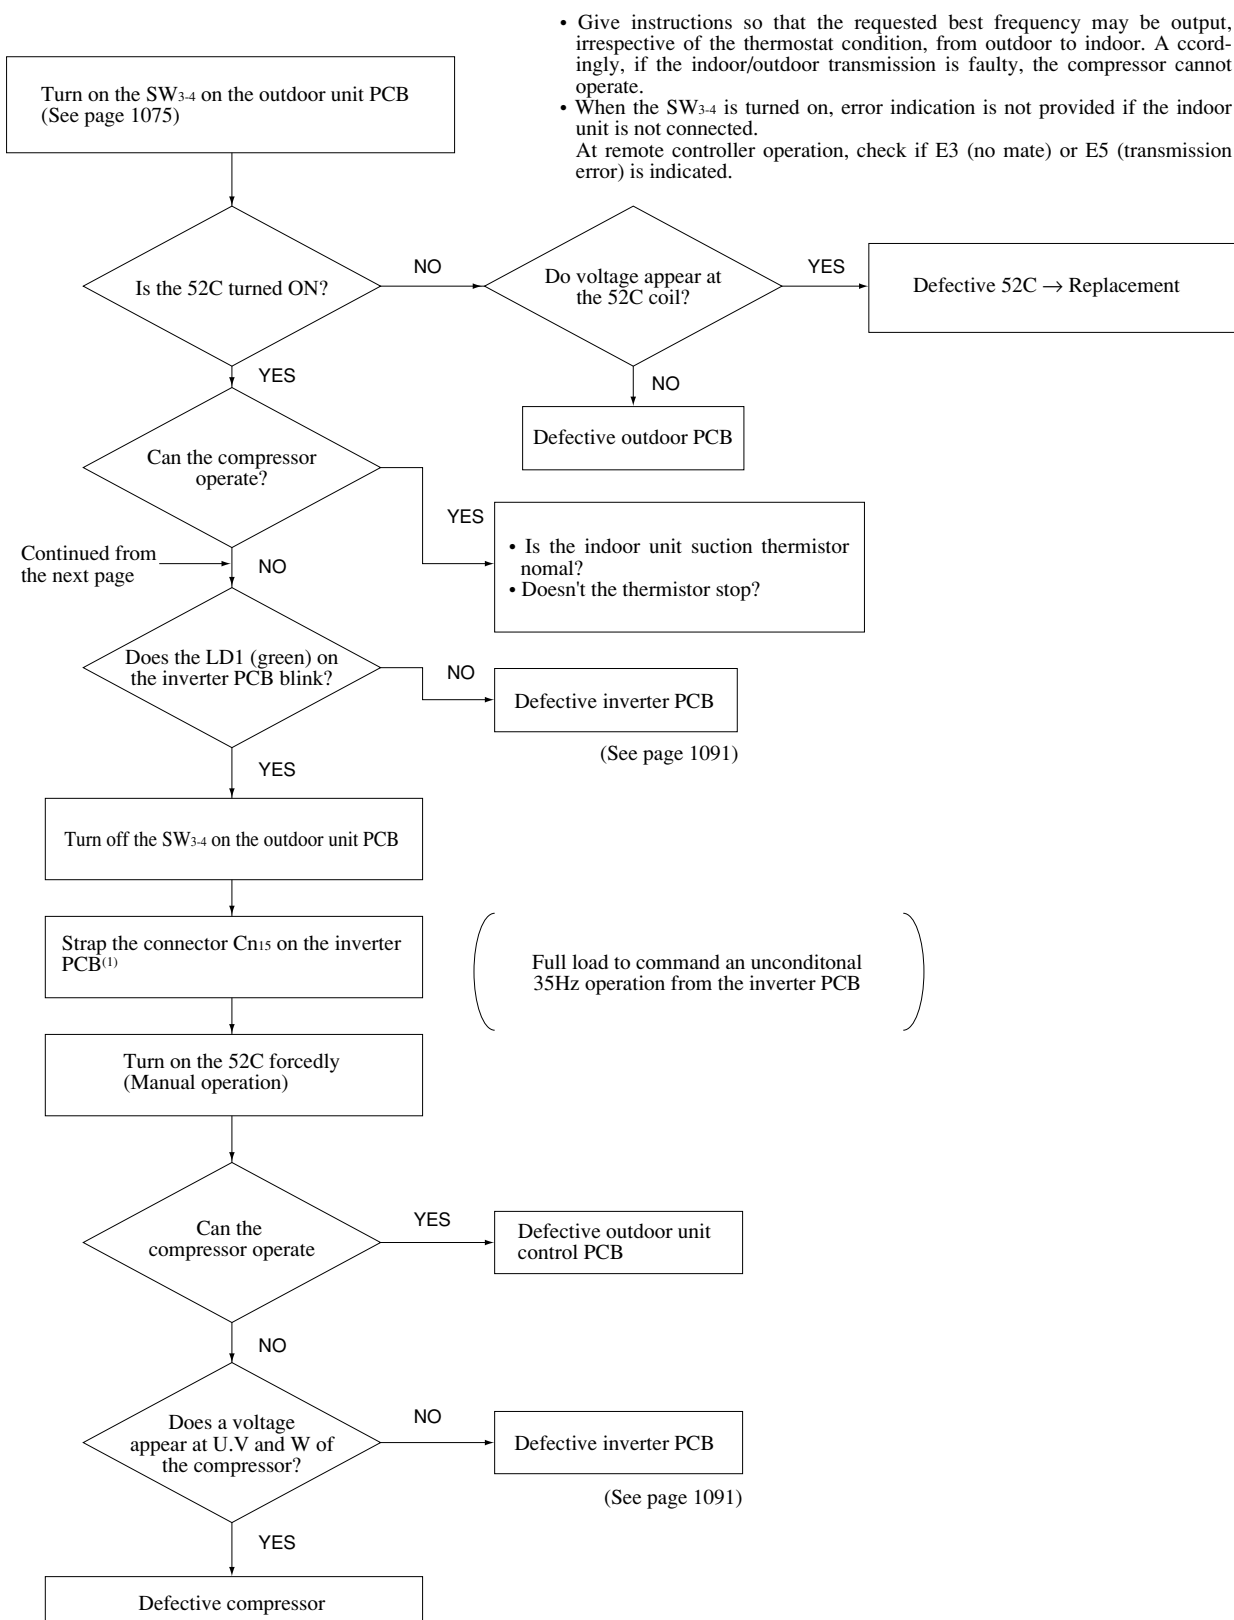 • Give instructions so that the requested best frequency may be output,
irrespective of the thermostat condition, from outdoor to indoor. A ccord-
ingly, if the indoor/outdoor transmission is faulty, the compressor cannot
operate.
• When the SW3-4 is turned on, error indication is not provided if the indoor
unit is not connected.
At remote controller operation, check if E3 (no mate) or E5 (transmission
error) is indicated.
Turn on the SW3-4 on the outdoor unit PCB
(See page 1075)
Is the 52C turned ON?
NO
Do voltage appear at
the 52C coil?
YES
Defective 52C → Replacement
YES
NO
Defective outdoor PCB
Can the compressor
operate?
YES
• Is the indoor unit suction thermistor
nomal?
• Doesn't the thermistor stop?
Continued from
the next page
NO
Does the LD1 (green) on
the inverter PCB blink?
NO
Defective inverter PCB
(See page 1091)
YES
Turn off the SW3-4 on the outdoor unit PCB
Strap the connector Cn15 on the inverter
PCB(1)
Full load to command an unconditonal
35Hz operation from the inverter PCB
Turn on the 52C forcedly
(Manual operation)
Can the
compressor operate
YES
Defective outdoor unit
control PCB
NO
Does a voltage
appear at U.V and W of
the compressor?
NO
Defective inverter PCB
(See page 1091)
YES
Defective compressor